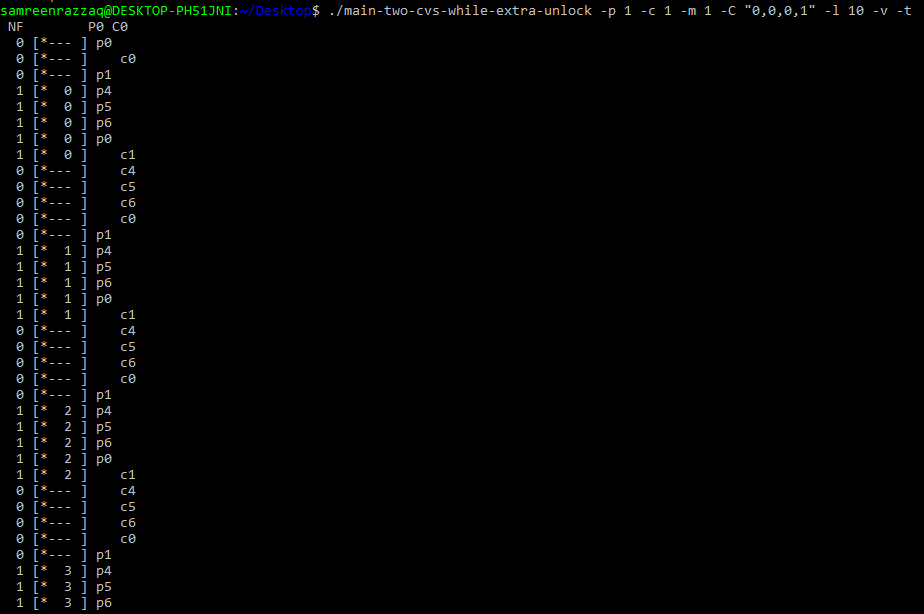 samreenrazzaq@DESKTOP-PH51JNI:~/Desktop$ ./main-two-cvs-while-extra-unlock -p 1 -c 1 -m 1 -C "0,0,0,1" -l 10 -v -t
 NF        P0 C0
  0 [*--- ] p0
  0 [*--- ]    c0
  0 [*--- ] p1
  1 [*  0 ] p4
  1 [*  0 ] p5
  1 [*  0 ] p6
  1 [*  0 ] p0
  1 [*  0 ]    c1
  0 [*--- ]    c4
  0 [*--- ]    c5
  0 [*--- ]    c6
  0 [*--- ]    c0
  0 [*--- ] p1
  1 [*  1 ] p4
  1 [*  1 ] p5
  1 [*  1 ] p6
  1 [*  1 ] p0
  1 [*  1 ]    c1
  0 [*--- ]    c4
  0 [*--- ]    c5
  0 [*--- ]    c6
  0 [*--- ]    c0
  0 [*--- ] p1
  1 [*  2 ] p4
  1 [*  2 ] p5
  1 [*  2 ] p6
  1 [*  2 ] p0
  1 [*  2 ]    c1
  0 [*--- ]    c4
  0 [*--- ]    c5
  0 [*--- ]    c6
  0 [*--- ]    c0
  0 [*--- ] p1
  1 [*  3 ] p4
  1 [*  3 ] p5
  1 [*  3 ] p6